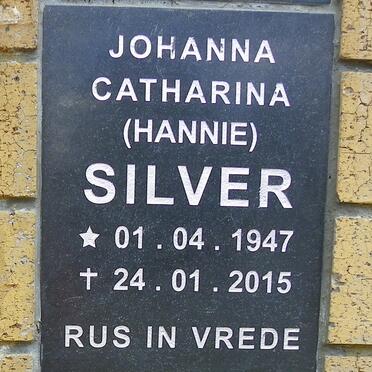 JOHANNA
CATHARINA
(HANNIE)
SILVER
★ 01 . 04 . 1947
✝ 24 . 01 . 2015
RUS IN VREDE